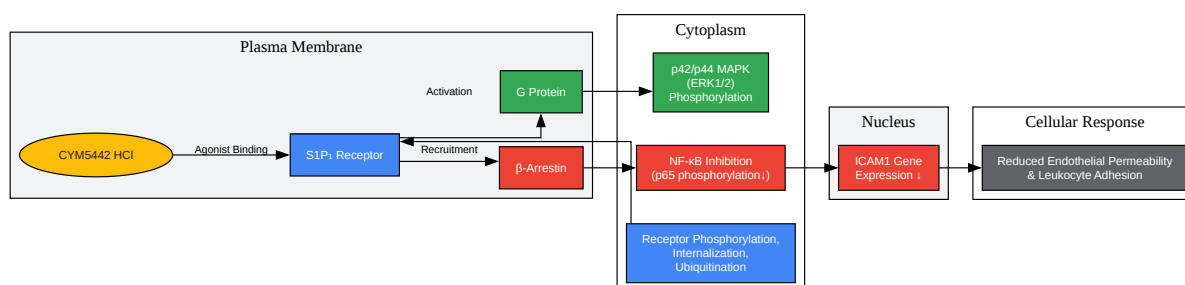 Plasma Membrane
CYM5442 HCl
Agonist Binding
S1P₁ Receptor
Activation
G Protein
Recruitment
β-Arrestin
Cytoplasm
p42/p44 MAPK
(ERK1/2)
Phosphorylation
NF-κB Inhibition
(p65 phosphorylation↓)
Receptor Phosphorylation,
Internalization,
Ubiquitination
Nucleus
ICAM1 Gene
Expression ↓
Cellular Response
Reduced Endothelial Permeability
& Leukocyte Adhesion